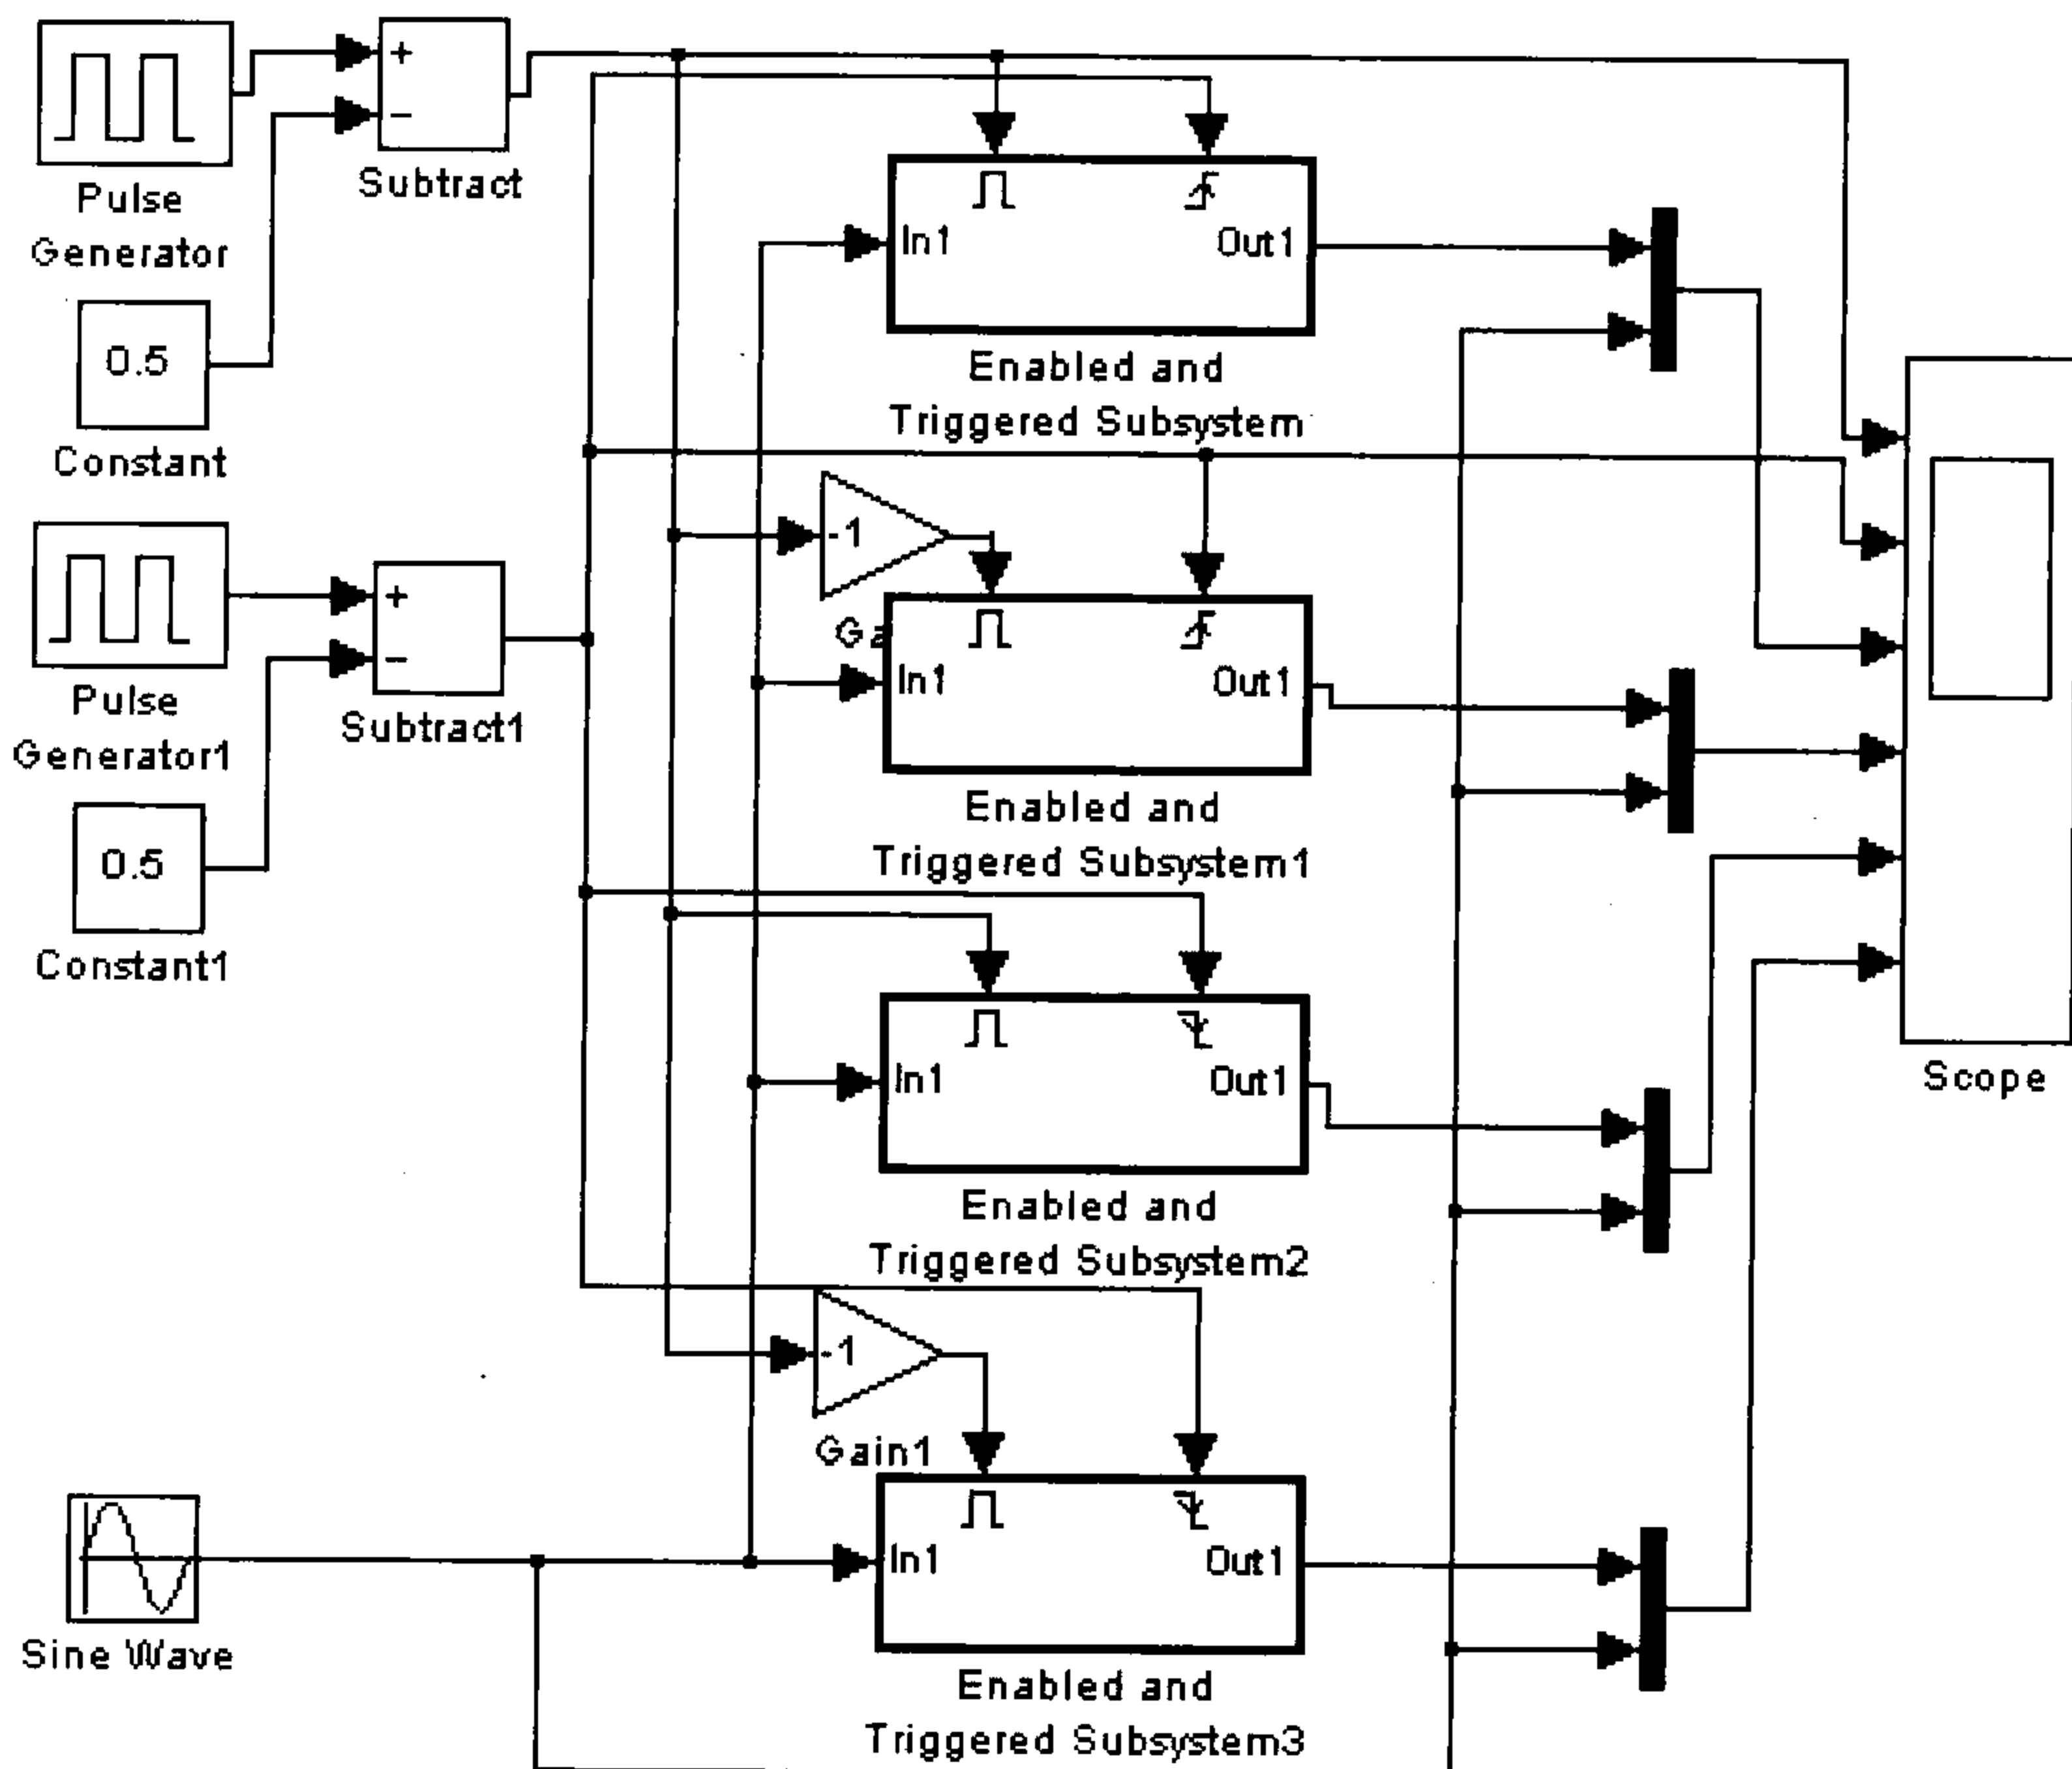 +
−
Subtract
Pulse
Generator
0.5
Constant
In1
Out1
Enabled and
Triggered Subsystem
-1
+
−
Subtract1
Pulse
Generator1
0.5
Constant1
Ga
In1
Out1
Enabled and
Triggered Subsystem1
In1
Out1
Enabled and
Triggered Subsystem2
Scope
-1
Gain1
In1
Out1
Sine Wave
Enabled and
Triggered Subsystem3